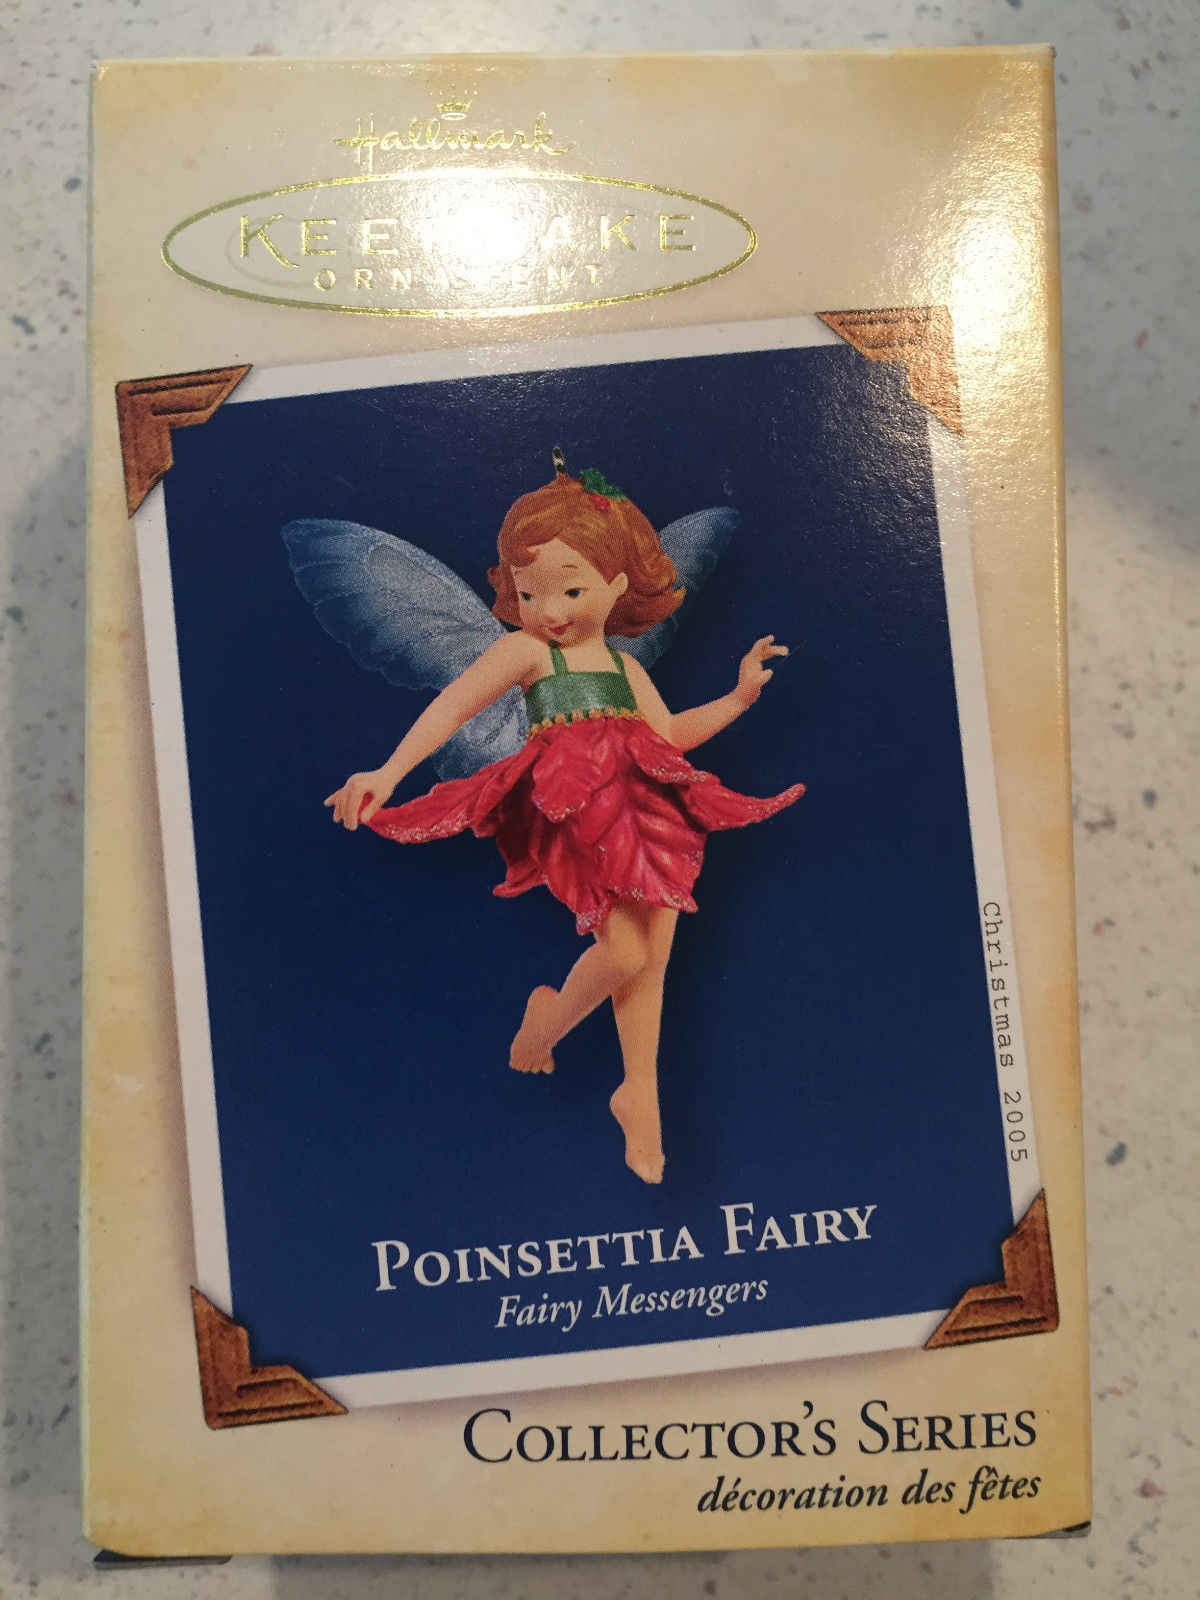 Hallmark
KEEPSAKE
ORNAMENT
Christmas 2005
POINSETTIA FAIRY
Fairy Messengers
COLLECTOR'S SERIES
décoration des fêtes